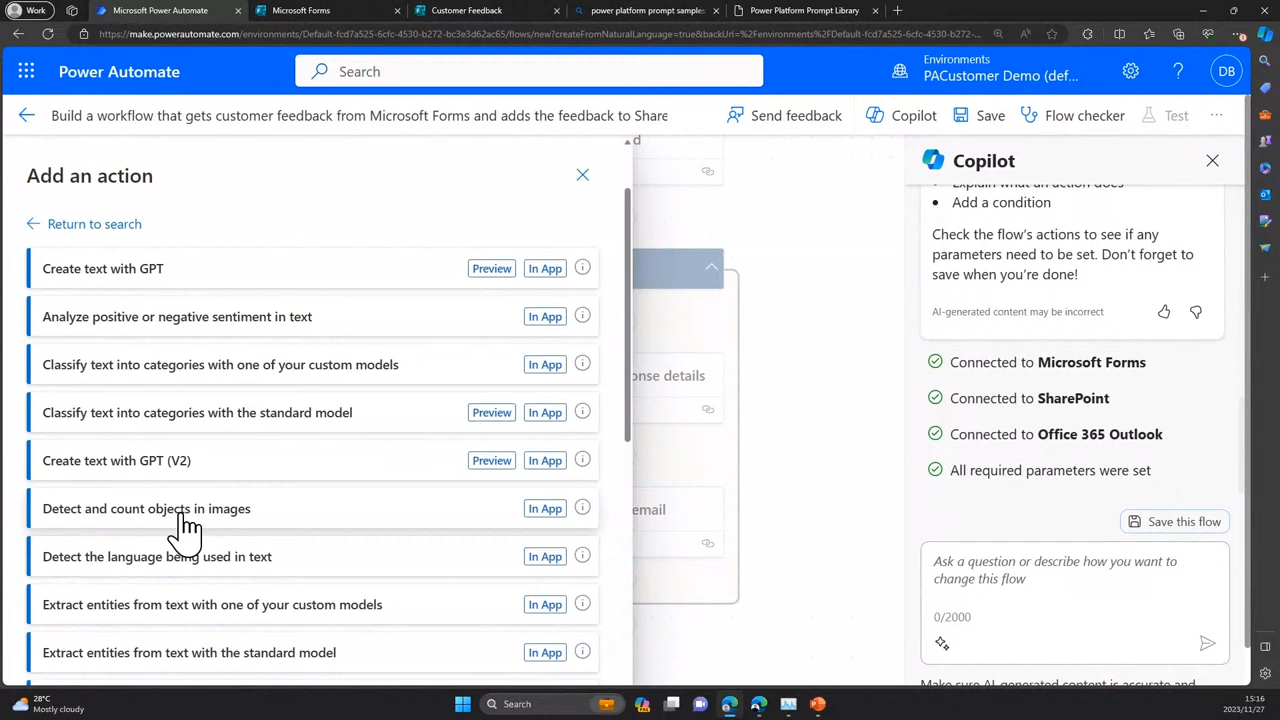 Work
Microsoft Power Automate
Microsoft Forms
Customer Feedback
power platform prompt samples
Power Platform Prompt Library
https://make.powerautomate.com/environments/Default-fcd7a525-6cfc-4530-b272-bc3e3d62ac65/flows/new?createFromNaturalLanguage=true&backUrl=%2Fenvironments%2FDefault-fcd7a525-6cfc-4530-b272-...
Power Automate
Search
Environments
PACustomer Demo (def...
?
DB
Build a workflow that gets customer feedback from Microsoft Forms and adds the feedback to Share
Send feedback
Copilot
Save
Flow checker
Test
...
Add an action
Return to search
Create text with GPT Preview In App
Analyze positive or negative sentiment in text In App
Classify text into categories with one of your custom models In App
Classify text into categories with the standard model Preview In App
Create text with GPT (V2) Preview In App
Detect and count objects in images In App
Detect the language being used in text In App
Extract entities from text with one of your custom models In App
Extract entities from text with the standard model In App
d
onse details
email
Copilot
• Explain what an action does
• Add a condition
Check the flow's actions to see if any
parameters need to be set. Don't forget to
save when you're done!
AI-generated content may be incorrect
Connected to Microsoft Forms
Connected to SharePoint
Connected to Office 365 Outlook
All required parameters were set
Save this flow
Ask a question or describe how you want to
change this flow
0/2000
Make sure AI-generated content is accurate and
28°C
Mostly cloudy
Search
15:16
2023/11/27